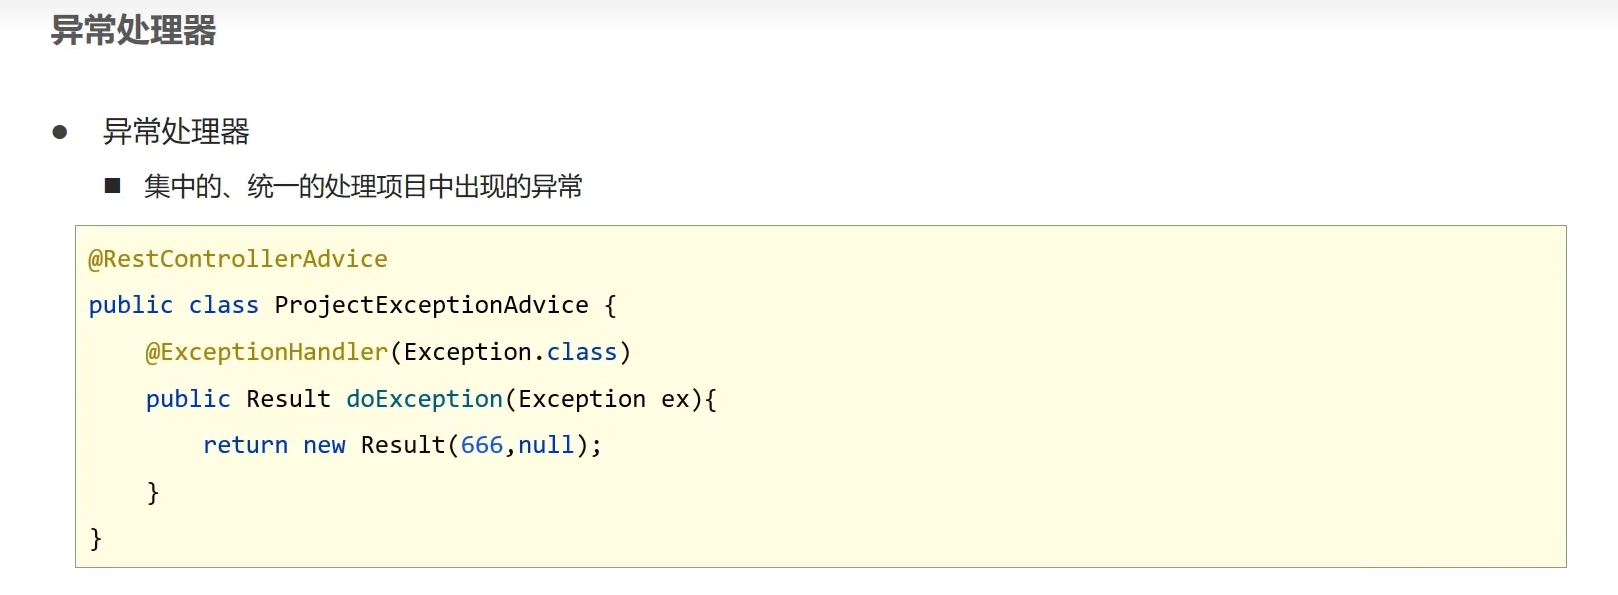 异常处理器
异常处理器
集中的、统一的处理项目中出现的异常
@RestControllerAdvice
public class ProjectExceptionAdvice {
    @ExceptionHandler(Exception.class)
    public Result doException(Exception ex){
        return new Result(666,null);
    }
}